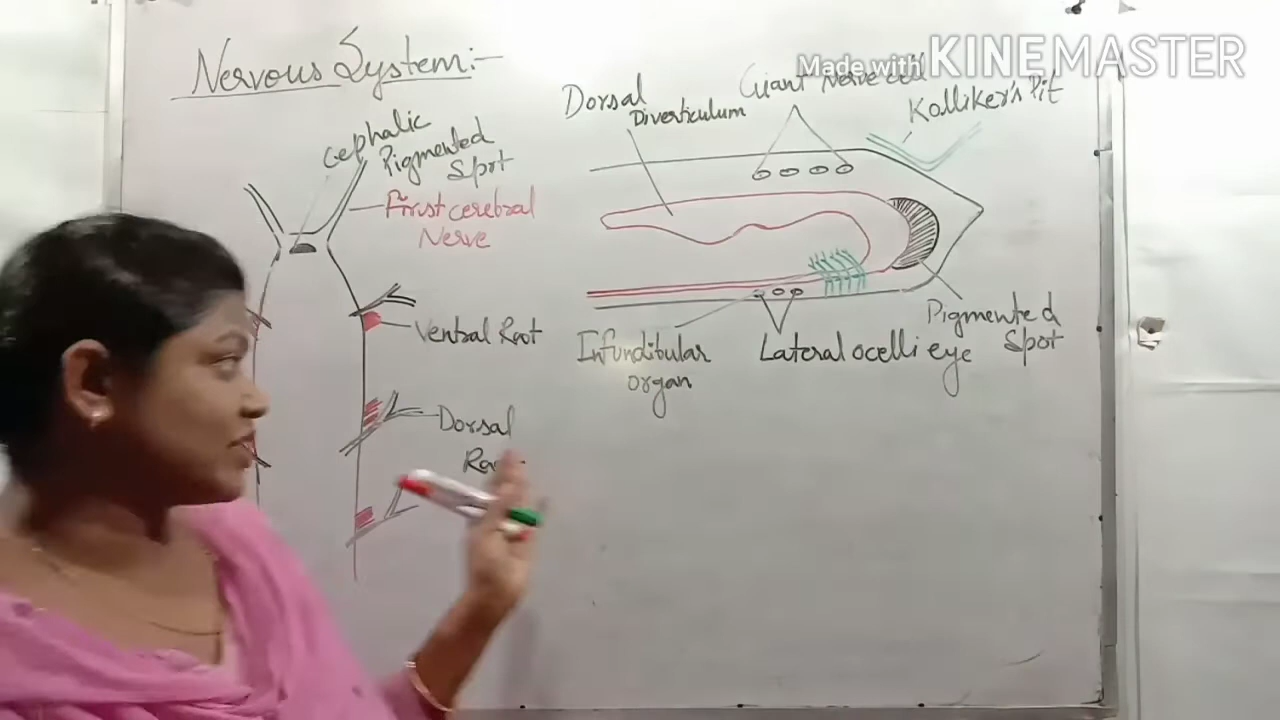 Nervous System:-
Cephalic
Pigmented
Spot
First cerebral
Nerve
Ventral Root
Dorsal
Dorsal
Diverticulum
Giant Nerve cell
Kolliker's Pit
Infundibular
organ
Lateral ocelli eye
Pigmented
Spot
Made with KINEMASTER